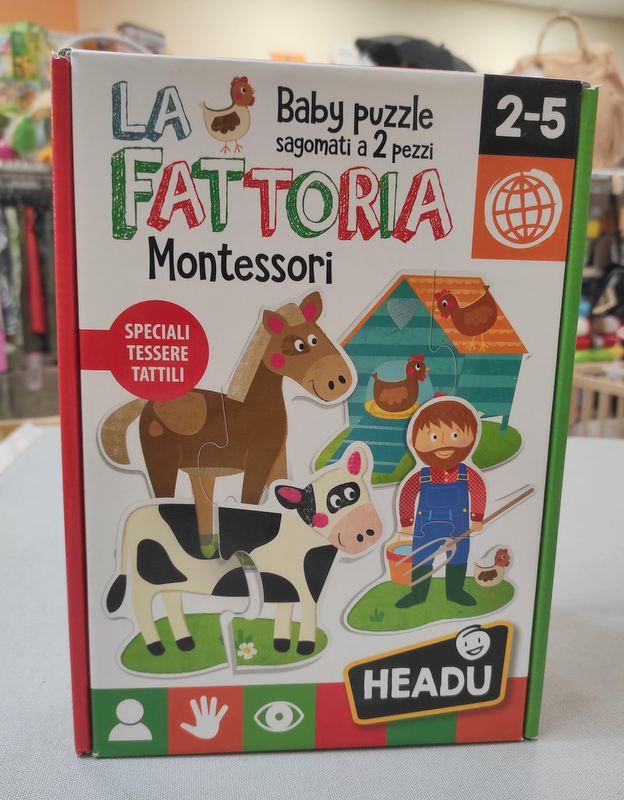 LA
Baby puzzle
sagomati a 2 pezzi
2-5
FATTORIA
Montessori
SPECIALI
TESSERE
TATTILI
HEADU